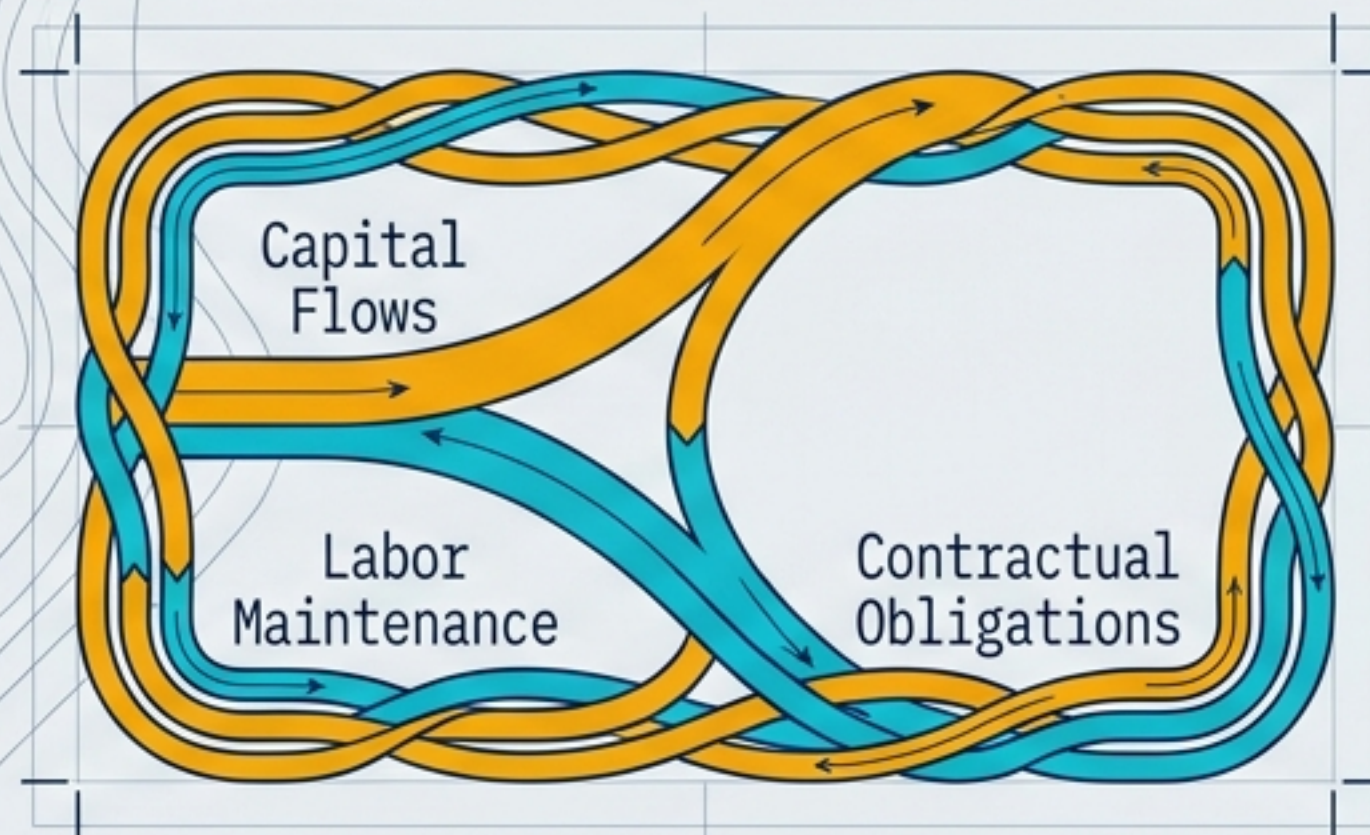 Capital
Flows
Labor
Maintenance
Contractual
Obligations